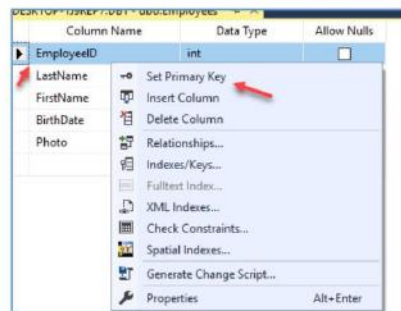 Column Name Data Type Allow Nulls
EmployeeID int
LastName
FirstName
BirthDate
Photo
Set Primary Key
Insert Column
Delete Column
Relationships...
Indexes/Keys...
Fulltext Index...
XML Indexes...
Check Constraints...
Spatial Indexes...
Generate Change Script...
Properties Alt+Enter